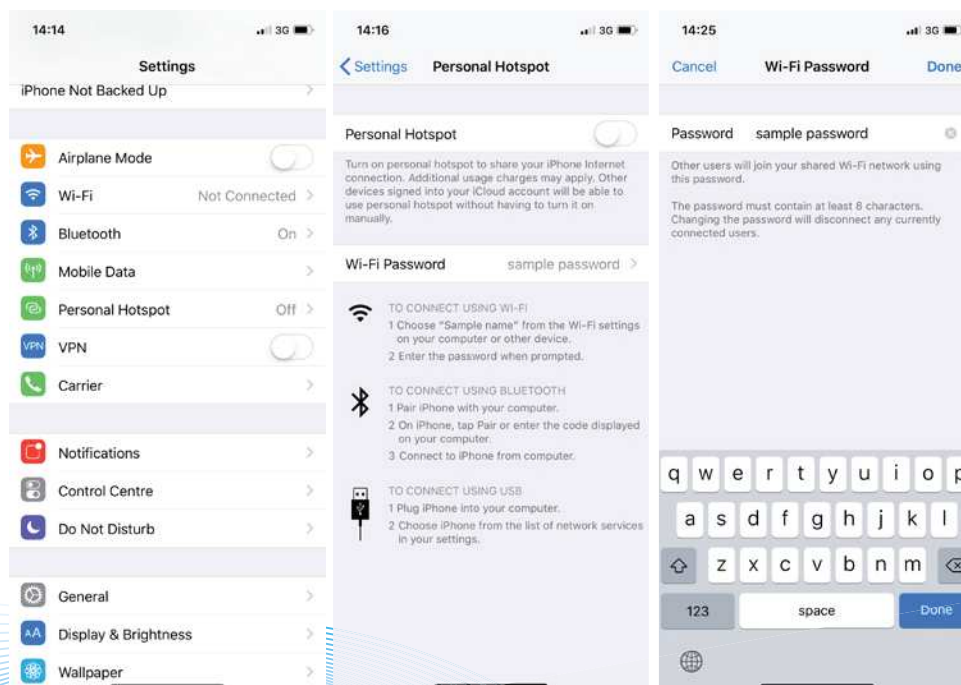 14:14
3G
Settings
iPhone Not Backed Up
Airplane Mode
Wi-Fi Not Connected
Bluetooth On
Mobile Data
Personal Hotspot Off
VPN VPN
Carrier
Notifications
Control Centre
Do Not Disturb
General
AA Display & Brightness
Wallpaper
14:16
3G
Settings Personal Hotspot
Personal Hotspot
Turn on personal hotspot to share your iPhone Internet
connection. Additional usage charges may apply. Other
devices signed into your iCloud account will be able to
use personal hotspot without having to turn it on
manually.
Wi-Fi Password sample password
TO CONNECT USING WI-FI
1 Choose "Sample name" from the Wi-Fi settings
on your computer or other device.
2 Enter the password when prompted.
TO CONNECT USING BLUETOOTH
1 Pair iPhone with your computer.
2 On iPhone, tap Pair or enter the code displayed
on your computer.
3 Connect to iPhone from computer.
TO CONNECT USING USB
1 Plug iPhone into your computer.
2 Choose iPhone from the list of network services
in your settings.
14:25
3G
Cancel Wi-Fi Password Done
Password sample password
Other users will join your shared Wi-Fi network using
this password.
The password must contain at least 8 characters.
Changing the password will disconnect any currently
connected users.
q w e r t y u i o p
a s d f g h j k l
z x c v b n m
123 space Done